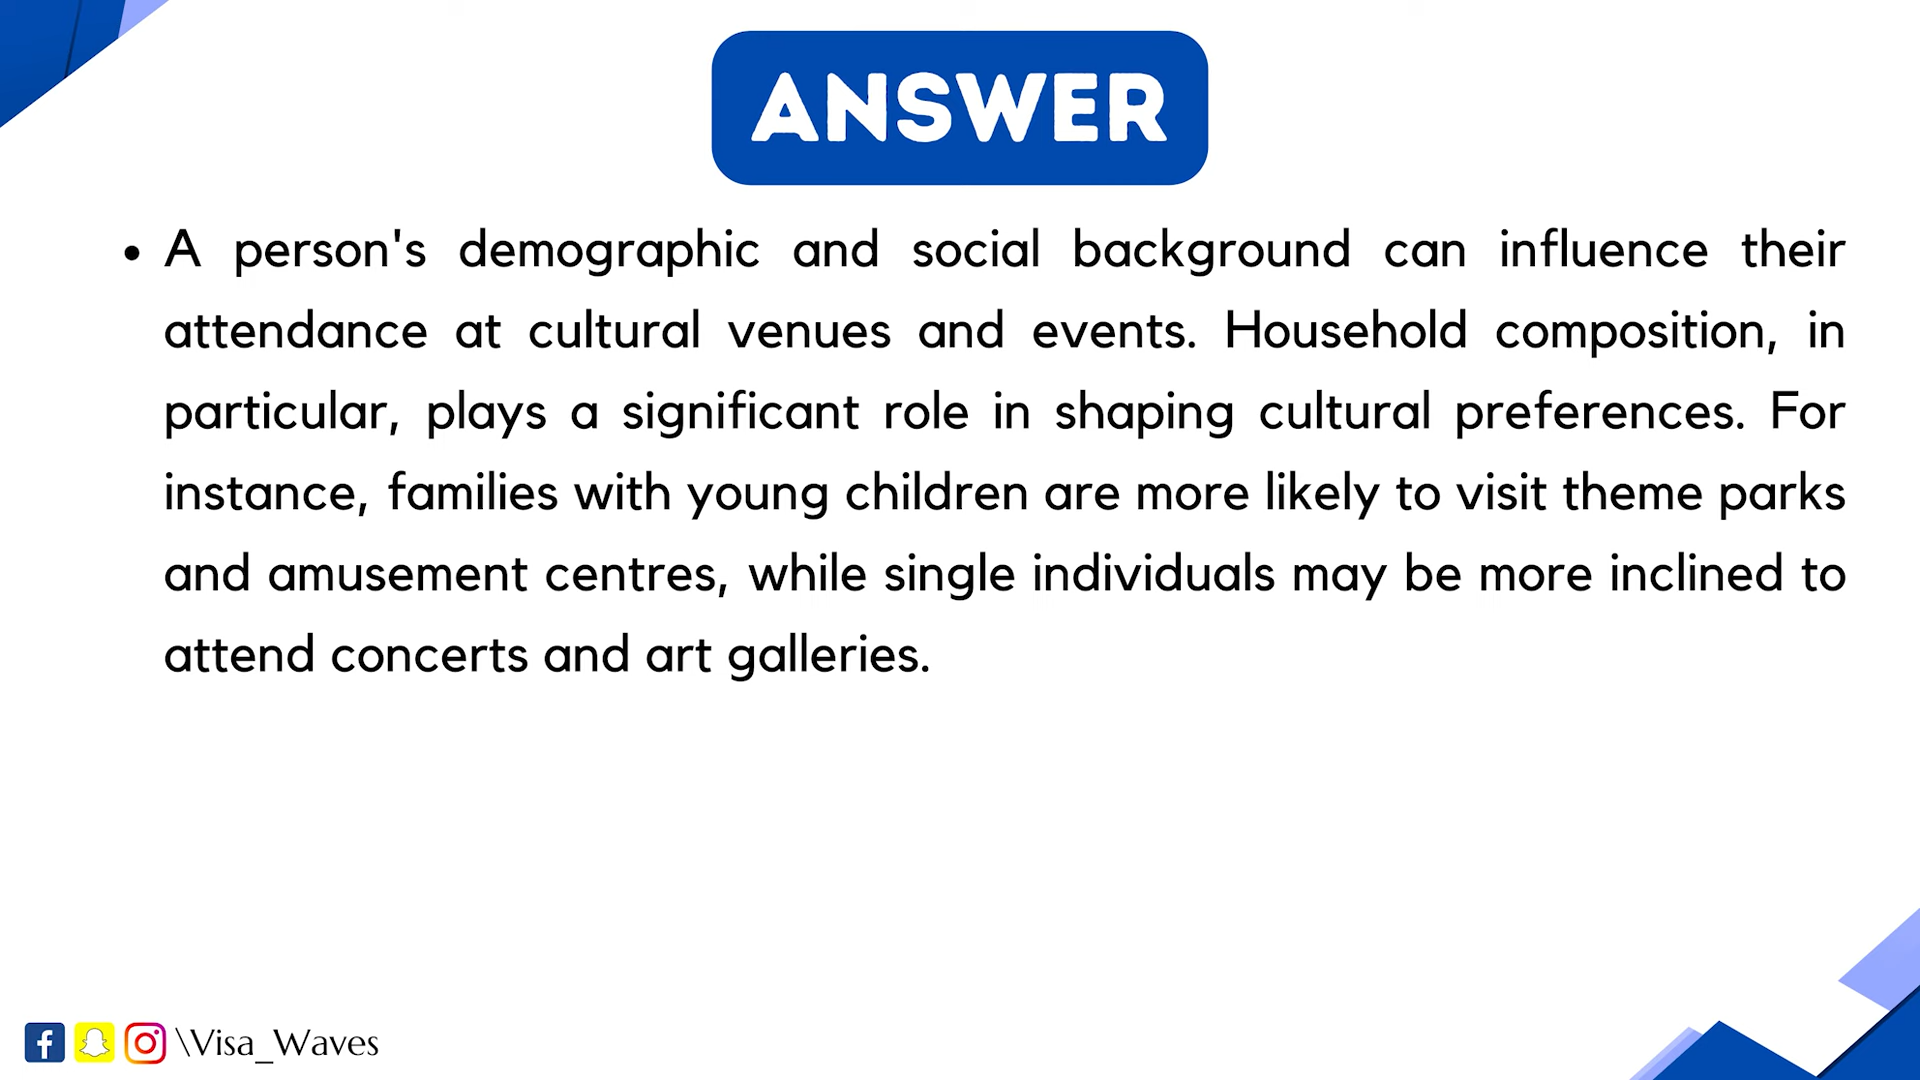 ANSWER
• A person's demographic and social background can influence their
attendance at cultural venues and events. Household composition, in
particular, plays a significant role in shaping cultural preferences. For
instance, families with young children are more likely to visit theme parks
and amusement centres, while single individuals may be more inclined to
attend concerts and art galleries.
\Visa_Waves